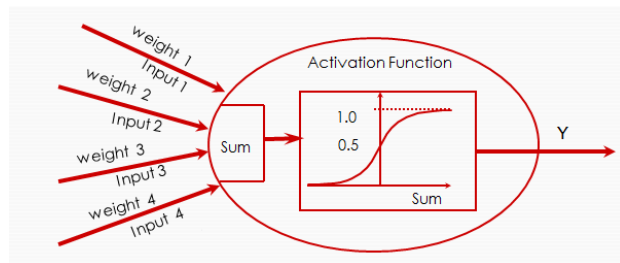 weight 1
Input 1
weight 2
Input 2
weight 3
Input 3
weight 4
Input 4
Sum
Activation Function
1.0
0.5
Sum
Y